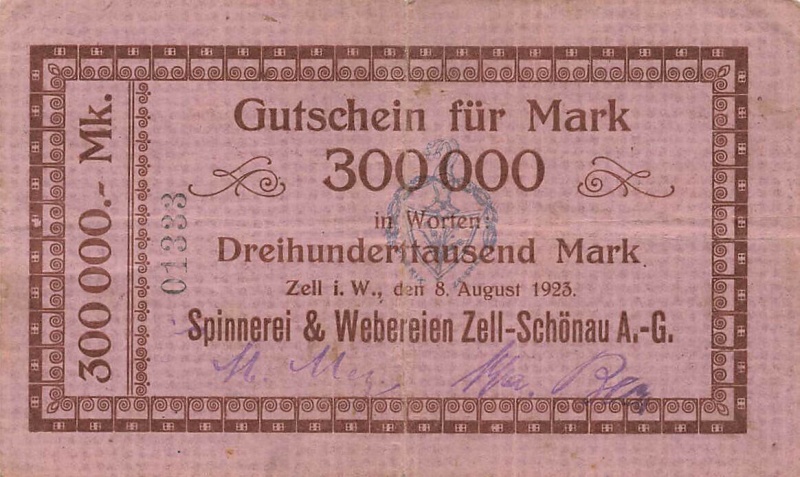 300 000.- Mk.
01333
Gutschein für Mark
300 000
in Worten:
Dreihunderttausend Mark
Zell i. W., den 8. August 1923.
Spinnerei & Webereien Zell-Schönau A.-G.